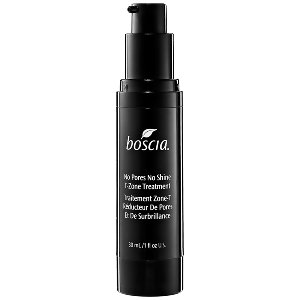 boscia.
No Pores No Shine
T-Zone Treatment
Traitement Zone-T
Réducteur De Pores
Et De Surbrillance
30 mL/1 fl oz U.S.